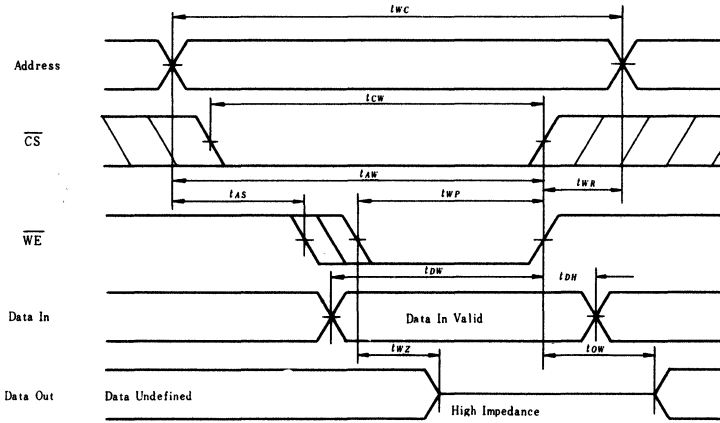 tWC
Address
tCW
CS
tAW
tWR
tAS
tWP
WE
tDW
tDH
Data In
Data In Valid
tWZ
tOW
Data Out
Data Undefined
High Impedance